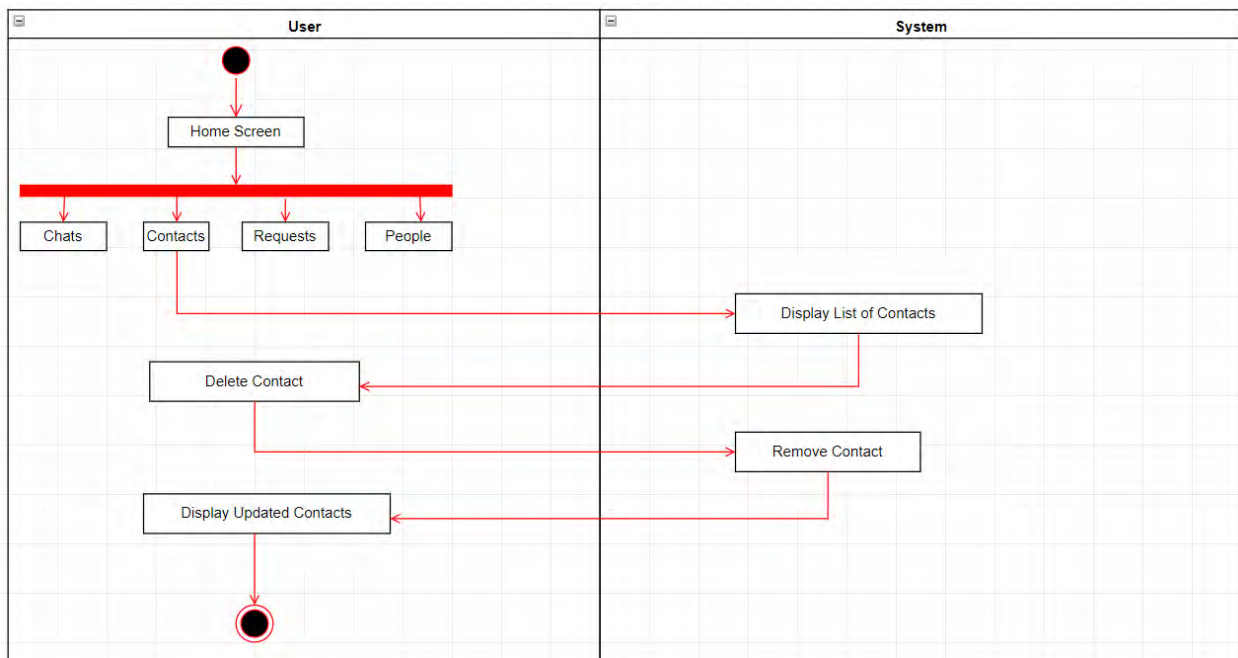 User
System
Home Screen
Chats
Contacts
Requests
People
Display List of Contacts
Delete Contact
Remove Contact
Display Updated Contacts